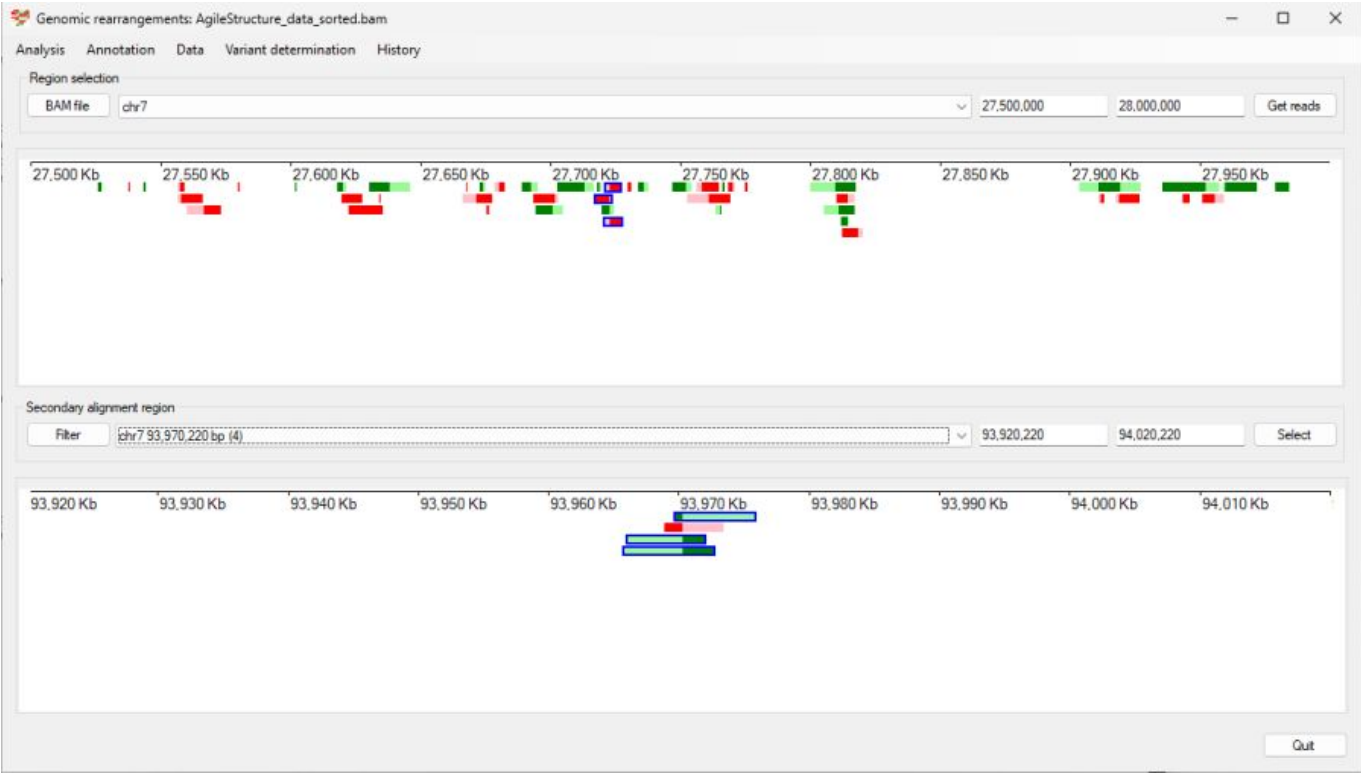 Genomic rearrangements: AgileStructure_data_sorted.bam
Analysis Annotation Data Variant determination History
Region selection
BAM file chr7 27,500,000 28,000,000 Get reads
27,500 Kb 27,550 Kb 27,600 Kb 27,650 Kb 27,700 Kb 27,750 Kb 27,800 Kb 27,850 Kb 27,900 Kb 27,950 Kb
Secondary alignment region
Filter chr7 93,970,220 bp (4) 93,920,220 94,020,220 Select
93,920 Kb 93,930 Kb 93,940 Kb 93,950 Kb 93,960 Kb 93,970 Kb 93,980 Kb 93,990 Kb 94,000 Kb 94,010 Kb
Quit